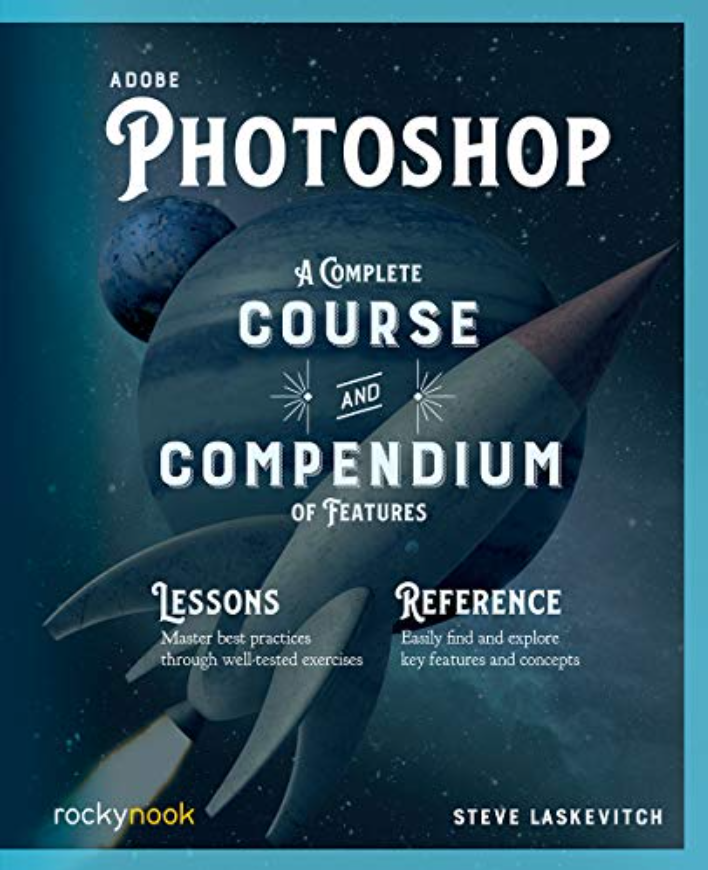 ADOBE
PHOTOSHOP
A COMPLETE
COURSE
AND
COMPENDIUM
OF FEATURES
LESSONS
Master best practices
through well-tested exercises
REFERENCE
Easily find and explore
key features and concepts
rockynook
STEVE LASKEVITCH